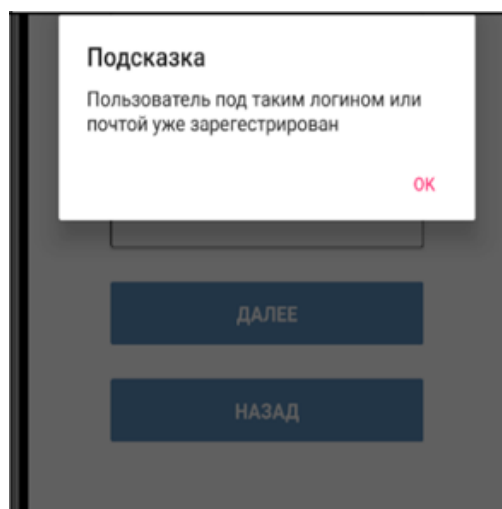 Подсказка
Пользователь под таким логином или
почтой уже зарегестрирован
ОК
ДАЛЕЕ
НАЗАД